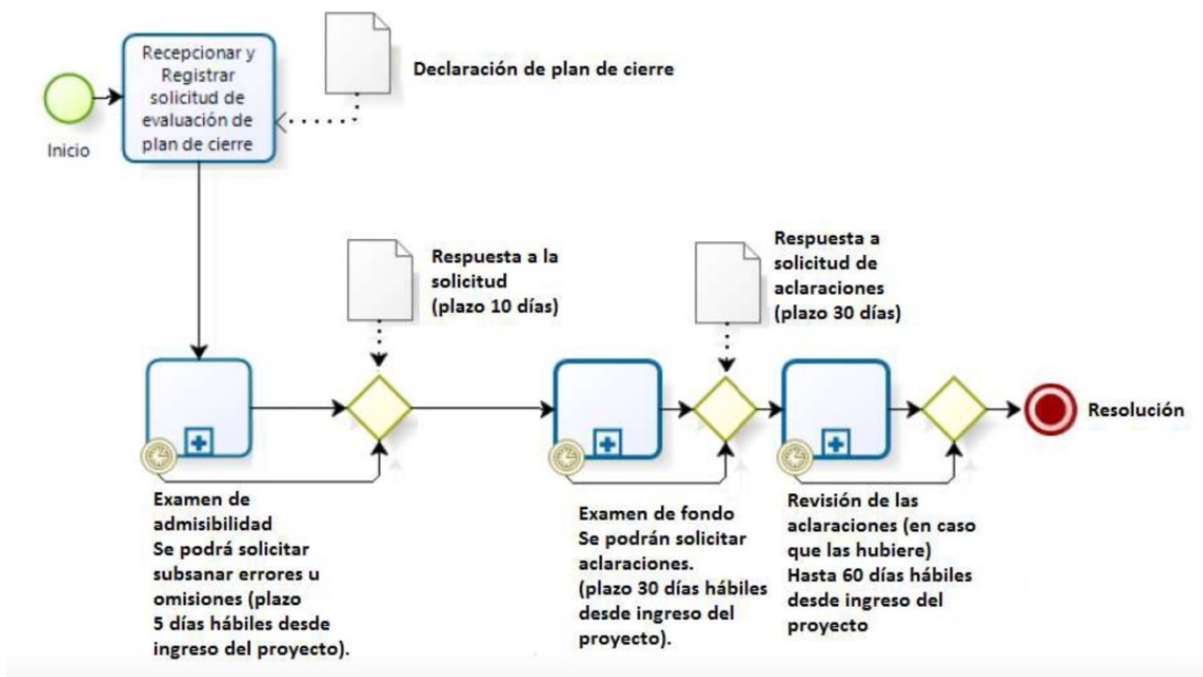 Recepcionar y
Registrar
solicitud de
evaluación de
plan de cierre
Declaración de plan de cierre
Inicio
Respuesta a la
solicitud
(plazo 10 días)
Respuesta a
solicitud de
aclaraciones
(plazo 30 días)
Resolución
Examen de
admisibilidad
Se podrá solicitar
subsanar errores u
omisiones (plazo
5 días hábiles desde
ingreso del proyecto).
Examen de fondo
Se podrán solicitar
aclaraciones.
(plazo 30 días hábiles
desde ingreso del
proyecto).
Revisión de las
aclaraciones (en caso
que las hubiere)
Hasta 60 días hábiles
desde ingreso del
proyecto